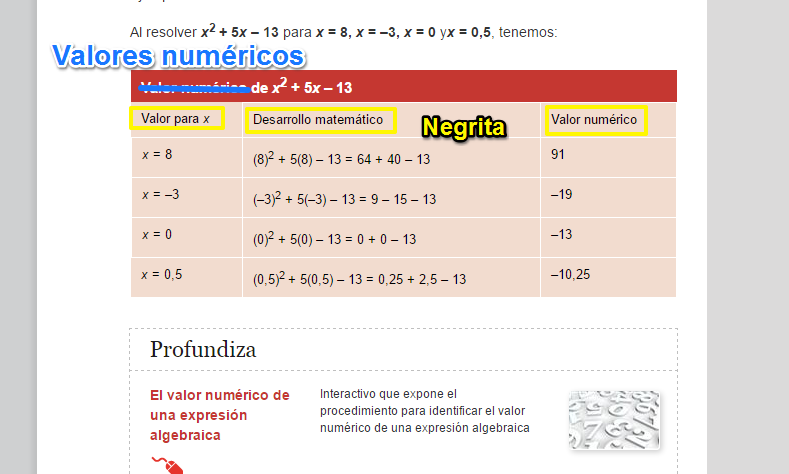 Al resolver x² + 5x – 13 para x = 8, x = –3, x = 0 yx = 0,5, tenemos:
Valores numéricos
Valor numérico de x² + 5x – 13
Valor para x Desarrollo matemático Negrita Valor numérico
x = 8 (8)² + 5(8) – 13 = 64 + 40 – 13 91
x = –3 (–3)² + 5(–3) – 13 = 9 – 15 – 13 –19
x = 0 (0)² + 5(0) – 13 = 0 + 0 – 13 –13
x = 0,5 (0,5)² + 5(0,5) – 13 = 0,25 + 2,5 – 13 –10,25
Profundiza
El valor numérico de
una expresión
algebraica
Interactivo que expone el
procedimiento para identificar el valor
numérico de una expresión algebraica